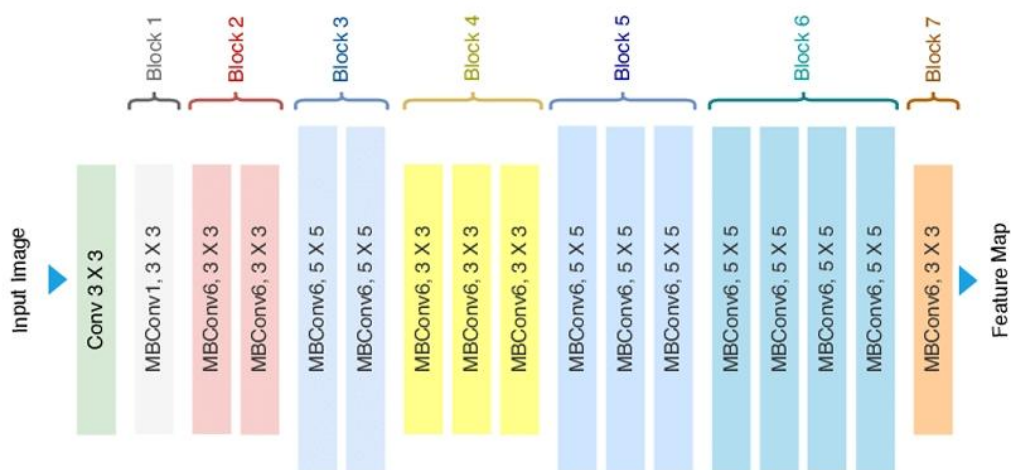 Input Image
Conv 3 X 3
Block 1
MBConv1, 3 X 3
Block 2
MBConv6, 3 X 3
MBConv6, 3 X 3
Block 3
MBConv6, 5 X 5
MBConv6, 5 X 5
Block 4
MBConv6, 3 X 3
MBConv6, 3 X 3
MBConv6, 3 X 3
Block 5
MBConv6, 5 X 5
MBConv6, 5 X 5
MBConv6, 5 X 5
Block 6
MBConv6, 5 X 5
MBConv6, 5 X 5
MBConv6, 5 X 5
MBConv6, 5 X 5
Block 7
MBConv6, 3 X 3
Feature Map